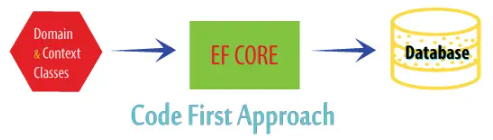 Domain
& Context
Classes
EF CORE
Database
Code First Approach